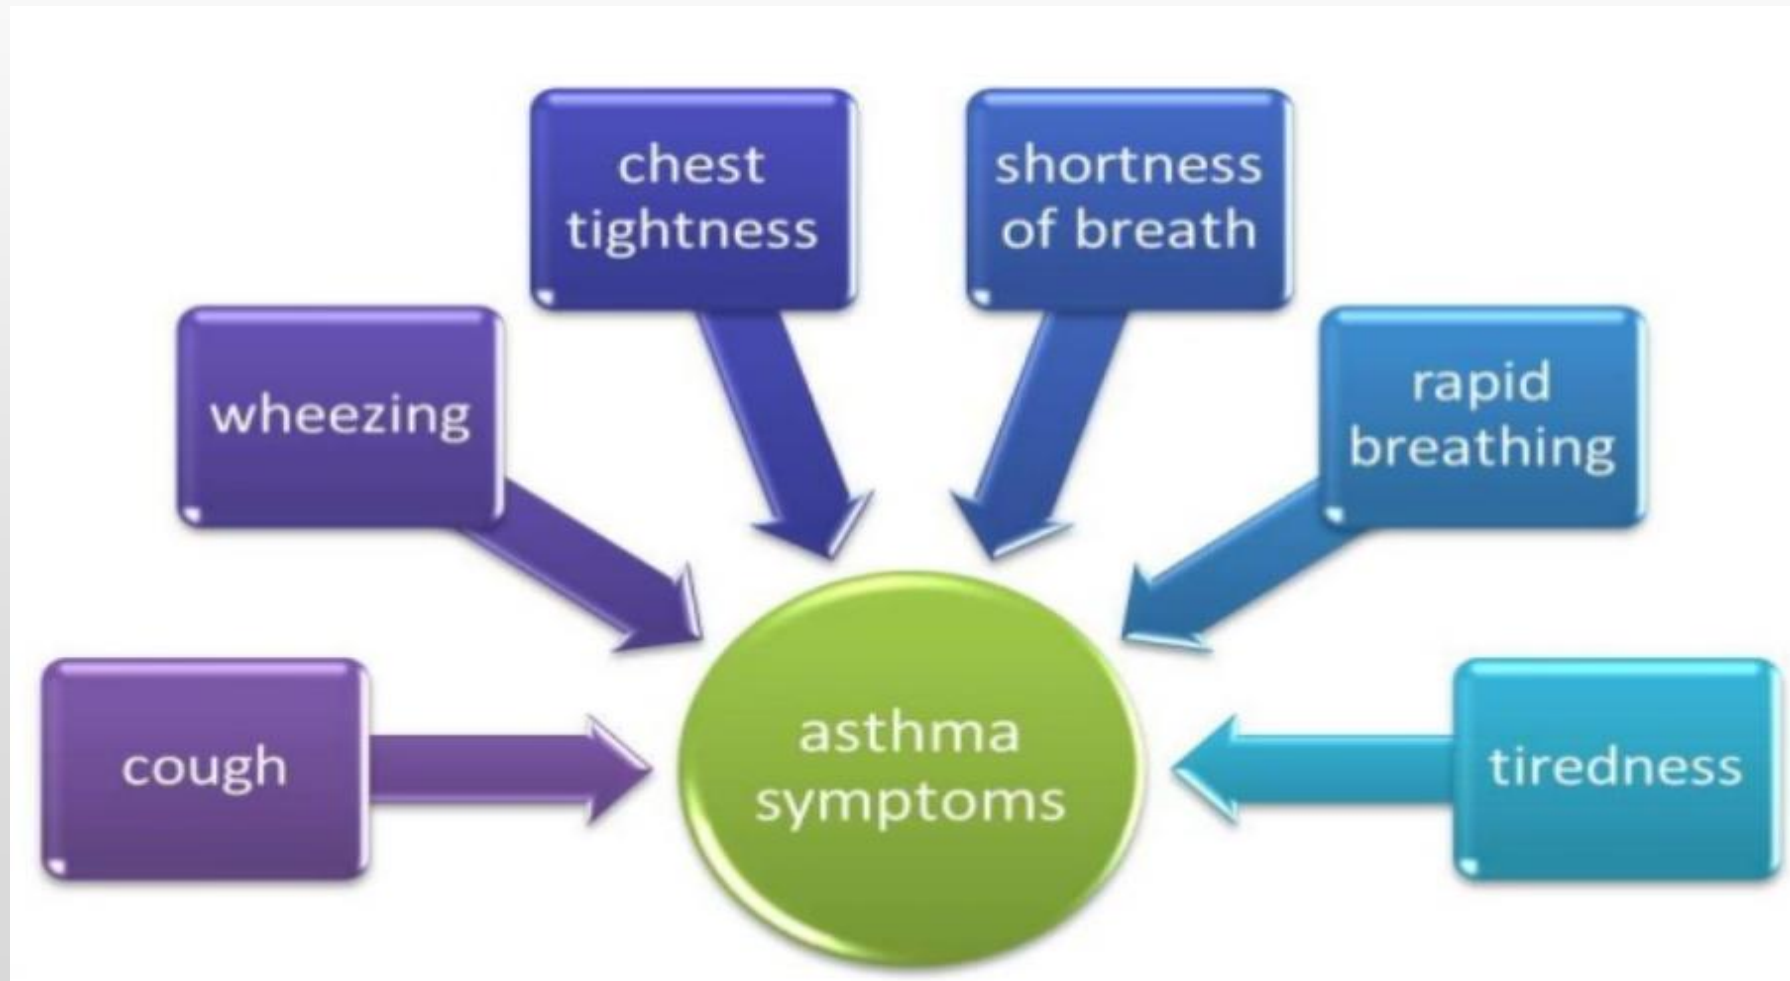 chest
tightness
shortness
of breath
wheezing
rapid
breathing
cough
asthma
symptoms
tiredness